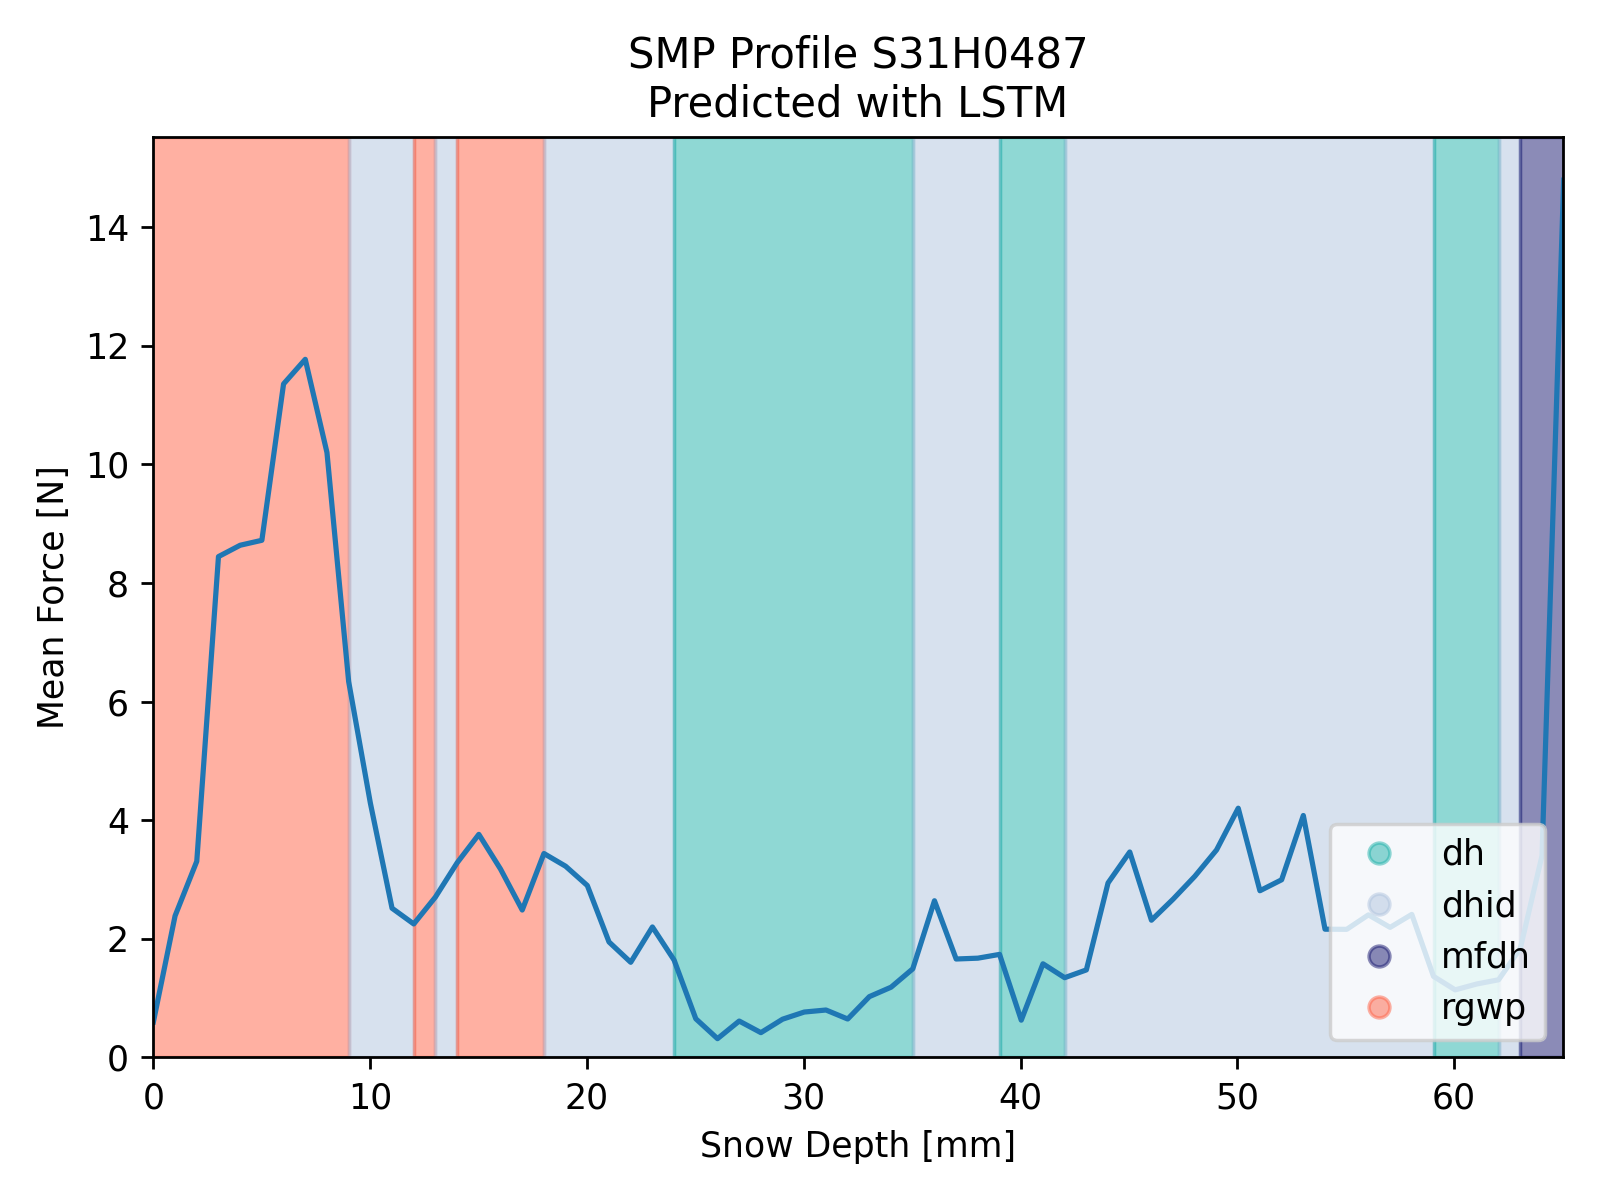 SMP Profile S31H0487
Predicted with LSTM
Mean Force [N]
14
12
10
8
6
4
2
0
0 10 20 30 40 50 60
Snow Depth [mm]
dh
dhid
mfdh
rgwp